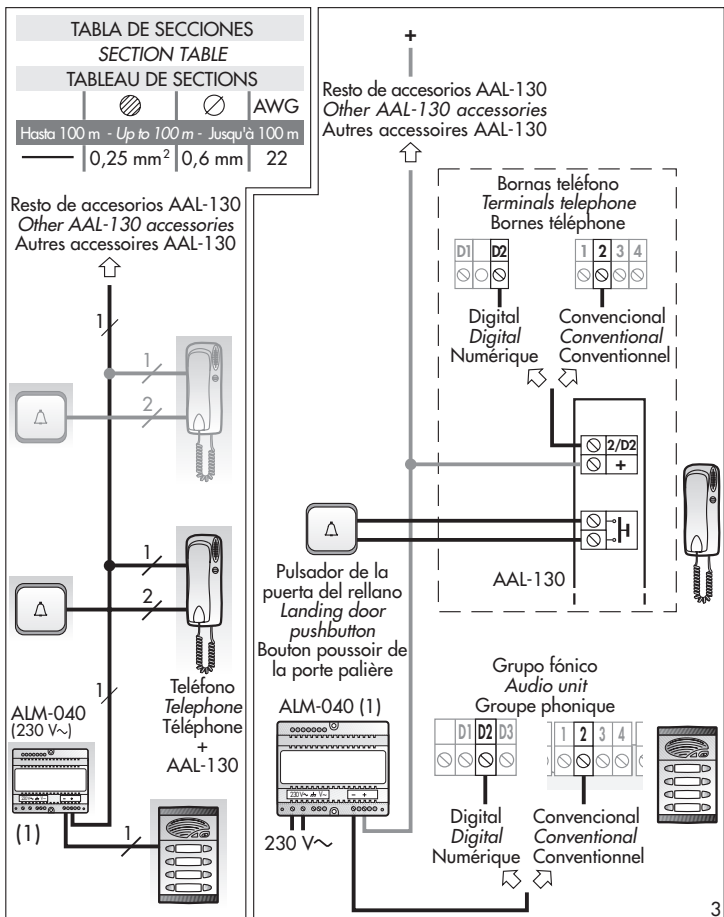 TABLA DE SECCIONES
SECTION TABLE
TABLEAU DE SECTIONS
AWG
Hasta 100 m - Up to 100 m - Jusqu'à 100 m
0,25 mm² 0,6 mm 22
Resto de accesorios AAL-130
Other AAL-130 accessories
Autres accessoires AAL-130
1
1
2
1
2
1
Teléfono
Telephone
Téléphone
+
AAL-130
ALM-040
(230 V~)
(1)
1
+
Resto de accesorios AAL-130
Other AAL-130 accessories
Autres accessoires AAL-130
Bornas teléfono
Terminals telephone
Bornes téléphone
D1 D2
1 2 3 4
Digital
Digital
Numérique
Convencional
Conventional
Conventionnel
2/D2
+
AAL-130
Pulsador de la
puerta del rellano
Landing door
pushbutton
Bouton poussoir de
la porte palière
Grupo fónico
Audio unit
Groupe phonique
ALM-040 (1)
230 V~ V~ - +
230 V~
D1 D2 D3
1 2 3 4
Digital
Digital
Numérique
Convencional
Conventional
Conventionnel
3